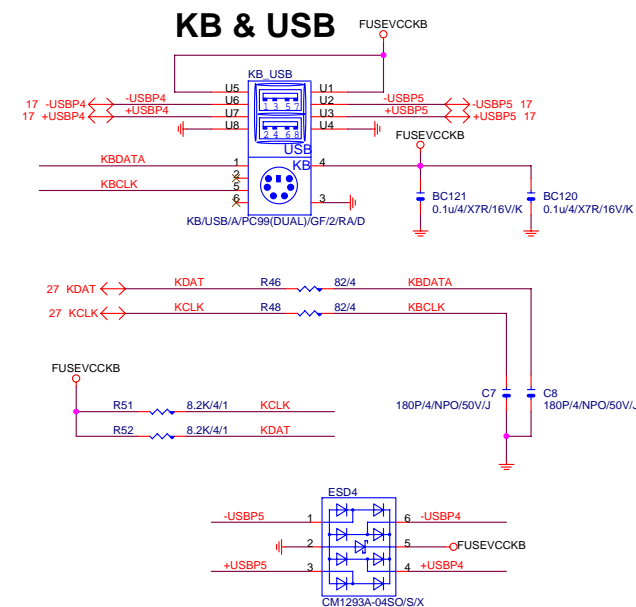 KB & USB
FUSEVCCKB
KB_USB
U5 U1
17 -USBP4 -USBP4 U6 U2 -USBP5 -USBP5 17
17 +USBP4 +USBP4 U7 U3 +USBP5 +USBP5 17
U8 U4
1 3 5 7
2 4 6 8
USB
FUSEVCCKB
KBDATA 1 KB 4
2
KBCLK 5
6 3
BC121 BC120
0.1u/4/X7R/16V/K 0.1u/4/X7R/16V/K
KB/USB/A/PC99(DUAL)/GF/2/RA/D
27 KDAT KDAT R46 82/4 KBDATA
27 KCLK KCLK R48 82/4 KBCLK
FUSEVCCKB
C7 C8
180P/4/NPO/50V/J 180P/4/NPO/50V/J
R51 8.2K/4/1 KCLK
R52 8.2K/4/1 KDAT
ESD4
-USBP5 1 6 -USBP4
2 5 FUSEVCCKB
+USBP5 3 4 +USBP4
CM1293A-04SO/S/X